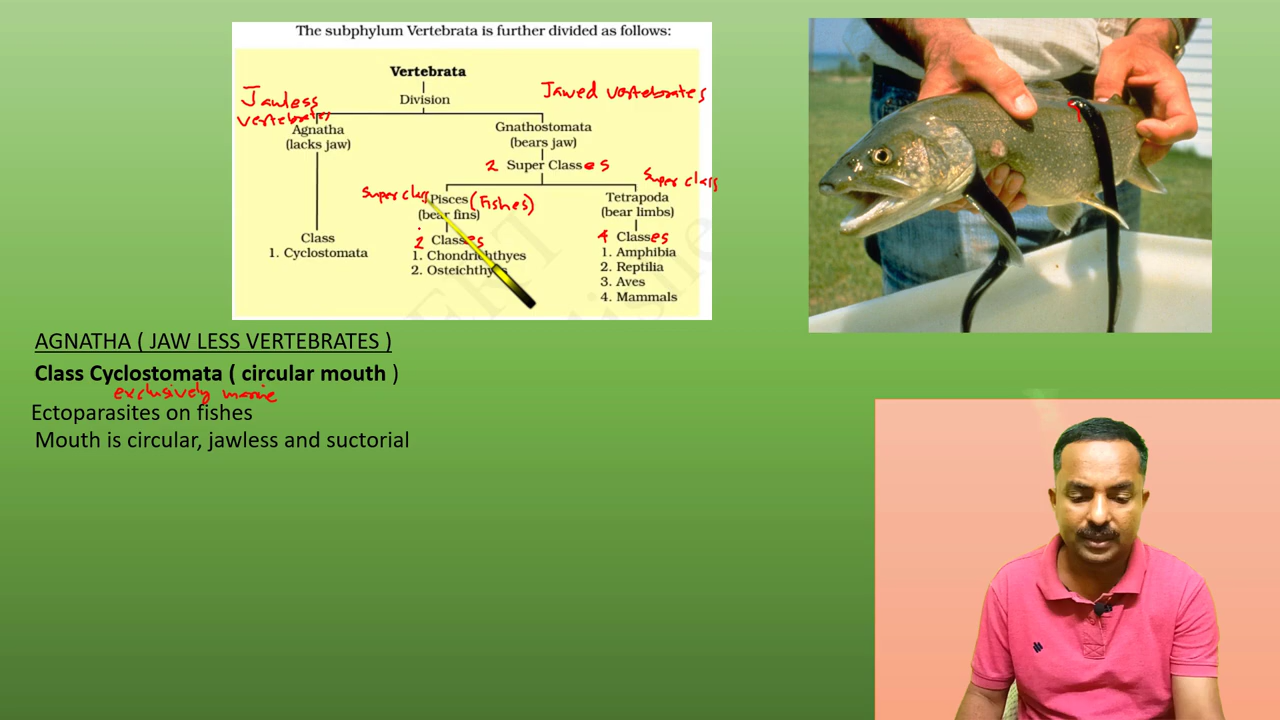 The subphylum Vertebrata is further divided as follows:
Vertebrata
Division
Jawless
vertebrates
Jawed vertebrates
Agnatha
(lacks jaw)
Gnathostomata
(bears jaw)
2 Super Classes
Super class
Pisces (Fishes)
(bear fins)
Super class
Tetrapoda
(bear limbs)
Class
1. Cyclostomata
2 Classes
1. Chondrichthyes
2. Osteichthyes
4 Classes
1. Amphibia
2. Reptilia
3. Aves
4. Mammals
AGNATHA ( JAW LESS VERTEBRATES )
Class Cyclostomata ( circular mouth )
exclusively marine
Ectoparasites on fishes
Mouth is circular, jawless and suctorial